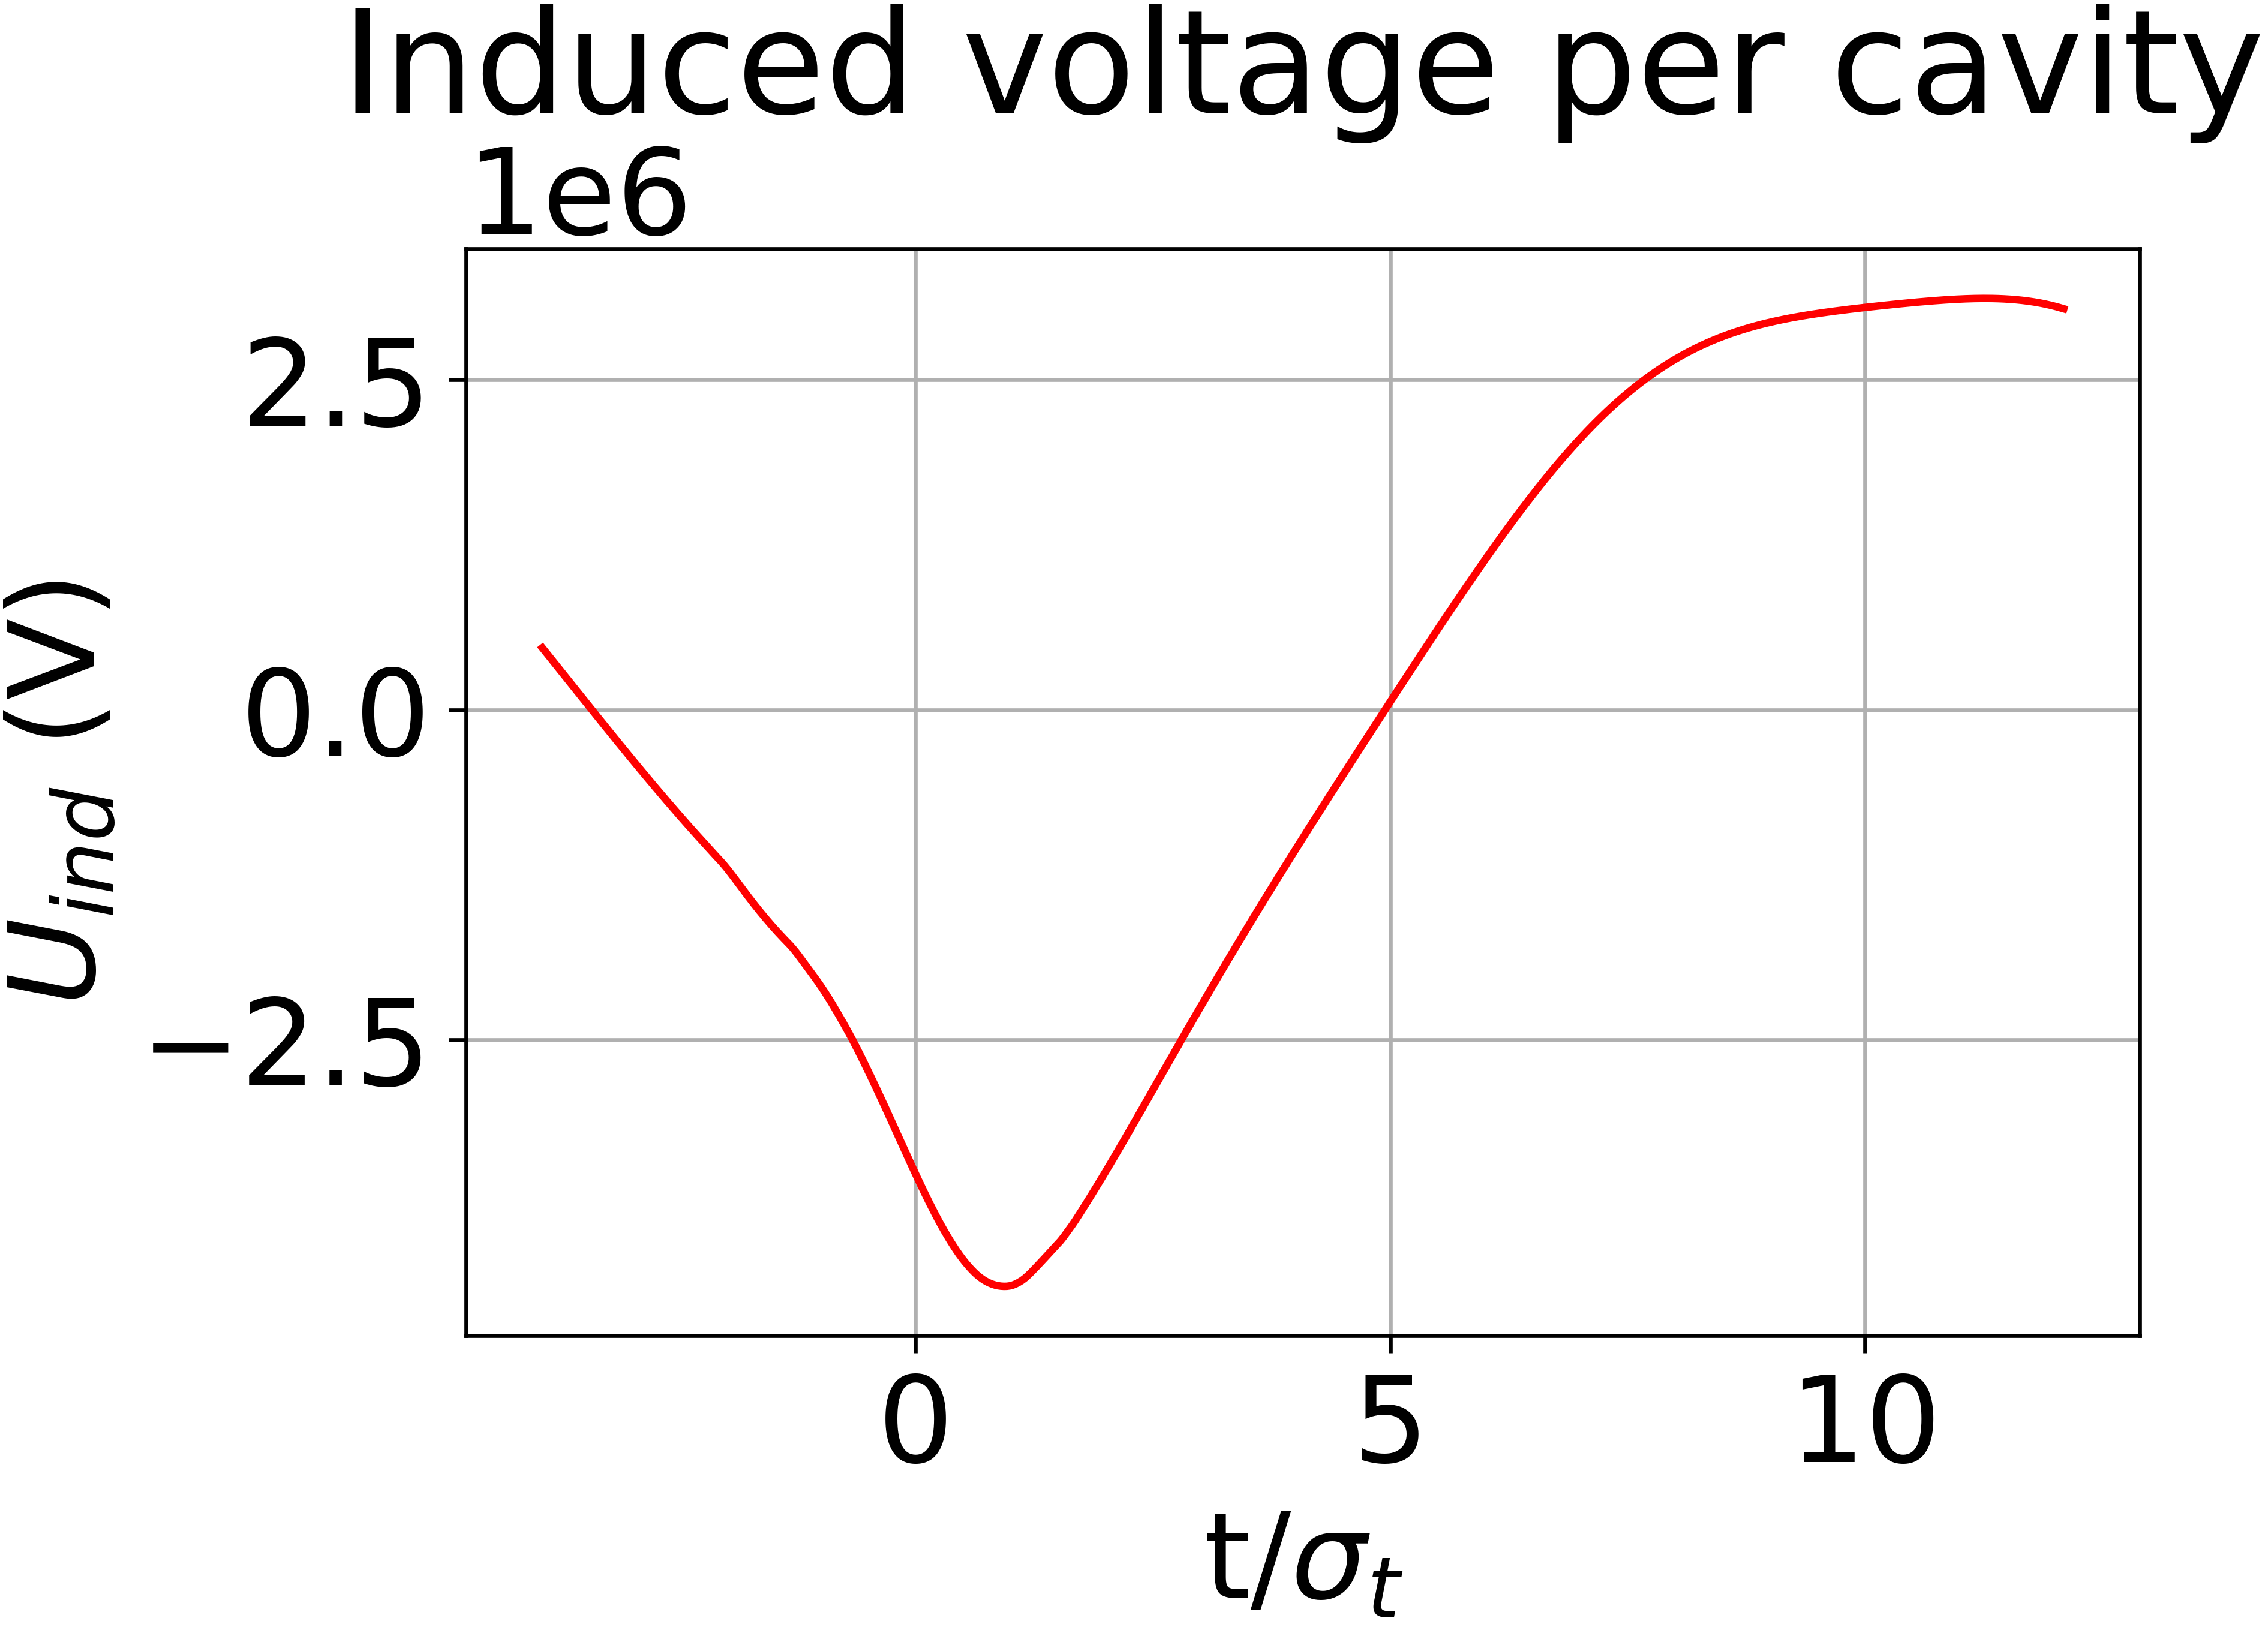 Induced voltage per cavity
1e6
2.5
0.0
−2.5
U_ind (V)
0 5 10
t/σ_t